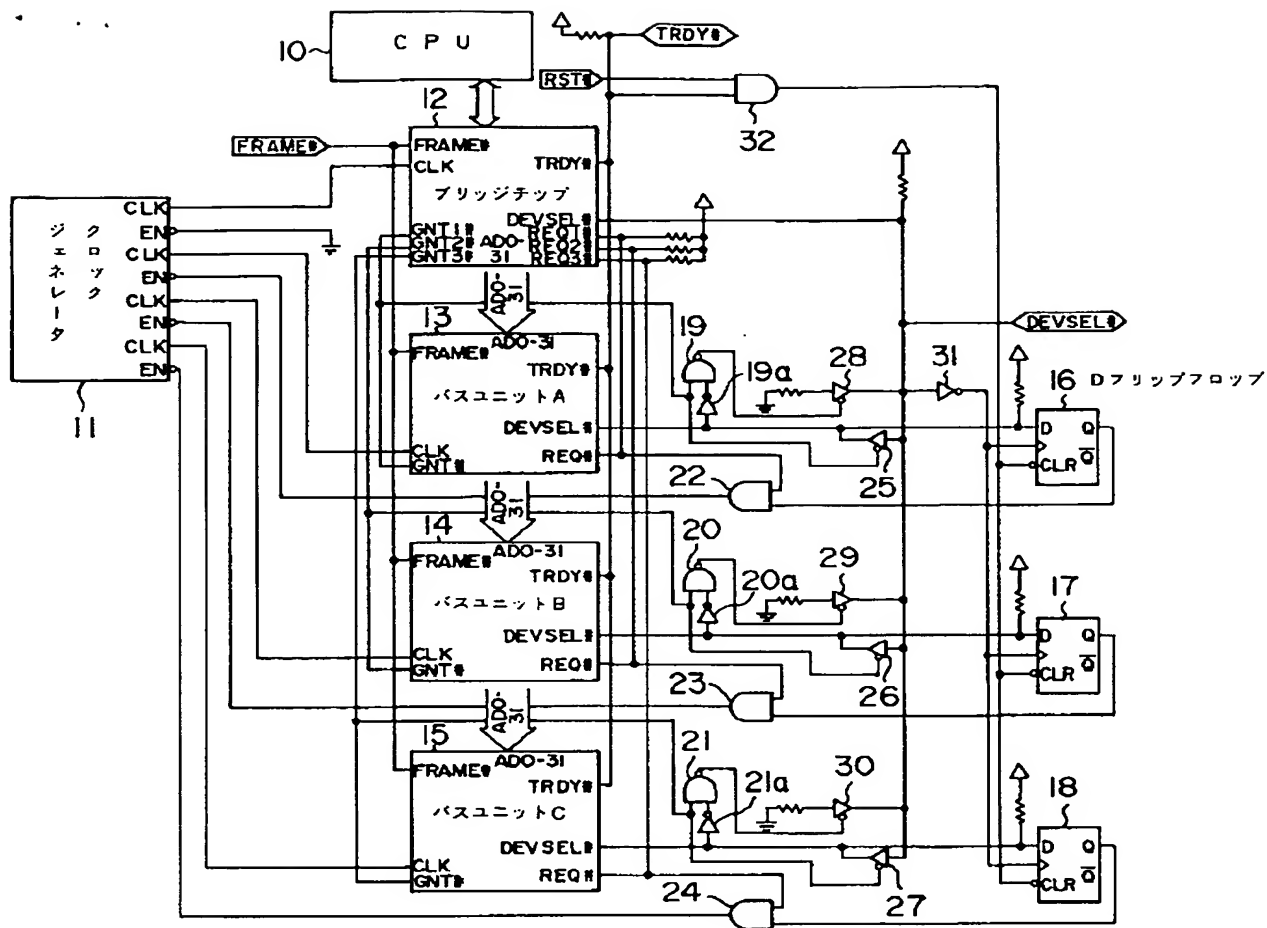 CPU
10
TRDY#
RST#
32
12
FRAME#
FRAME#
CLK
TRDY#
ブリッジチップ
DEVSEL#
GNT1#
GNT2#
GNT3#
AD0-31
REQ1#
REQ2#
REQ3#
クロック
ジェネレータ
CLK
EN
CLK
EN
CLK
EN
CLK
EN
11
AD0-31
13
AD0-31
FRAME#
TRDY#
バスユニットA
DEVSEL#
CLK
GNT#
REQ#
19
19a
28
31
DEVSEL#
16 Dフリップフロップ
D
Q
Q̅
CLR
25
22
AD0-31
14
AD0-31
FRAME#
TRDY#
バスユニットB
DEVSEL#
CLK
GNT#
REQ#
20
20a
29
17
D
Q
Q̅
CLR
26
23
AD0-31
15
AD0-31
FRAME#
TRDY#
バスユニットC
DEVSEL#
CLK
GNT#
REQ#
21
21a
30
18
D
Q
Q̅
CLR
27
24